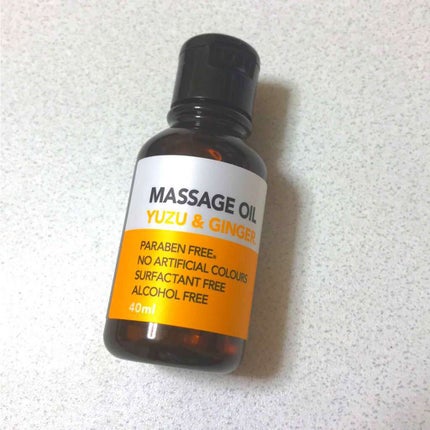 MASSAGE OIL
YUZU & GINGER
PARABEN FREE
NO ARTIFICIAL COLOURS
SURFACTANT FREE
ALCOHOL FREE
40ml